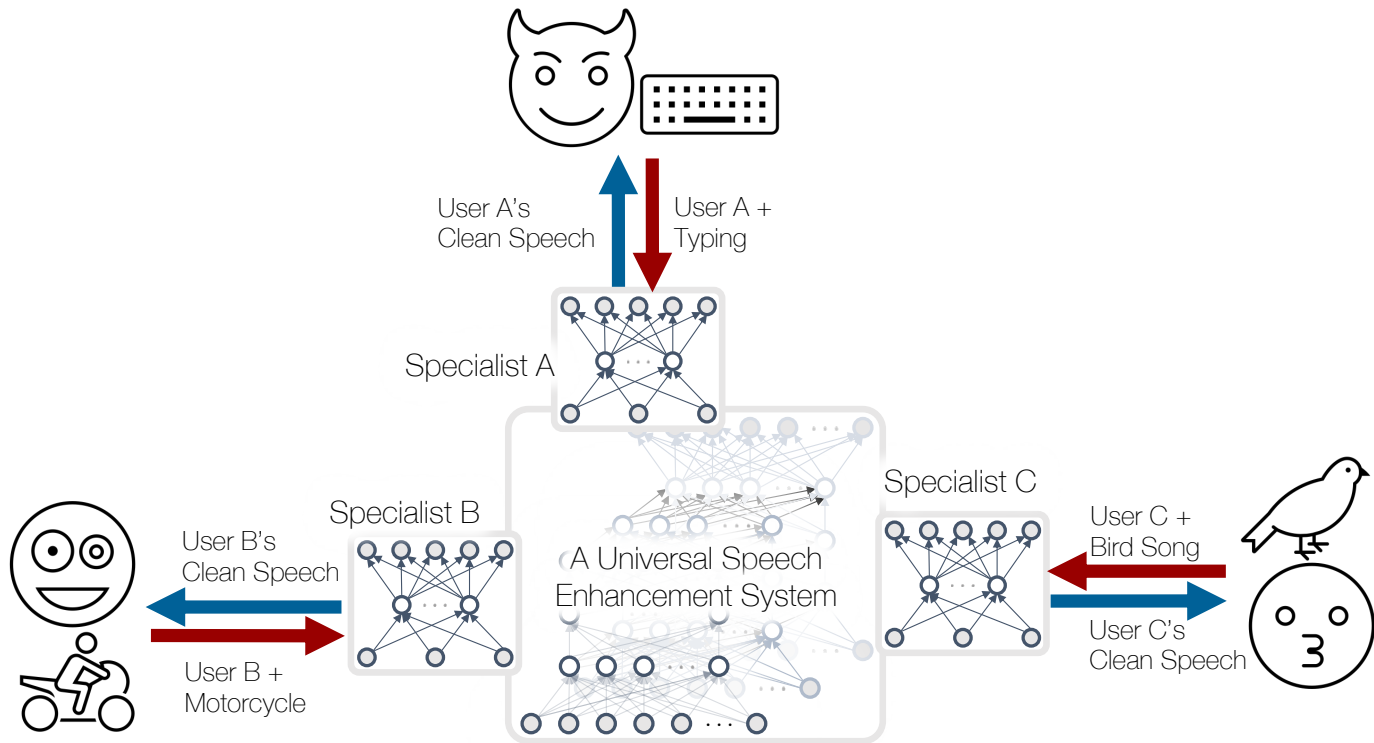 User A's
Clean Speech
User A +
Typing
Specialist A
Specialist B
User B's
Clean Speech
User B +
Motorcycle
A Universal Speech
Enhancement System
Specialist C
User C +
Bird Song
User C's
Clean Speech